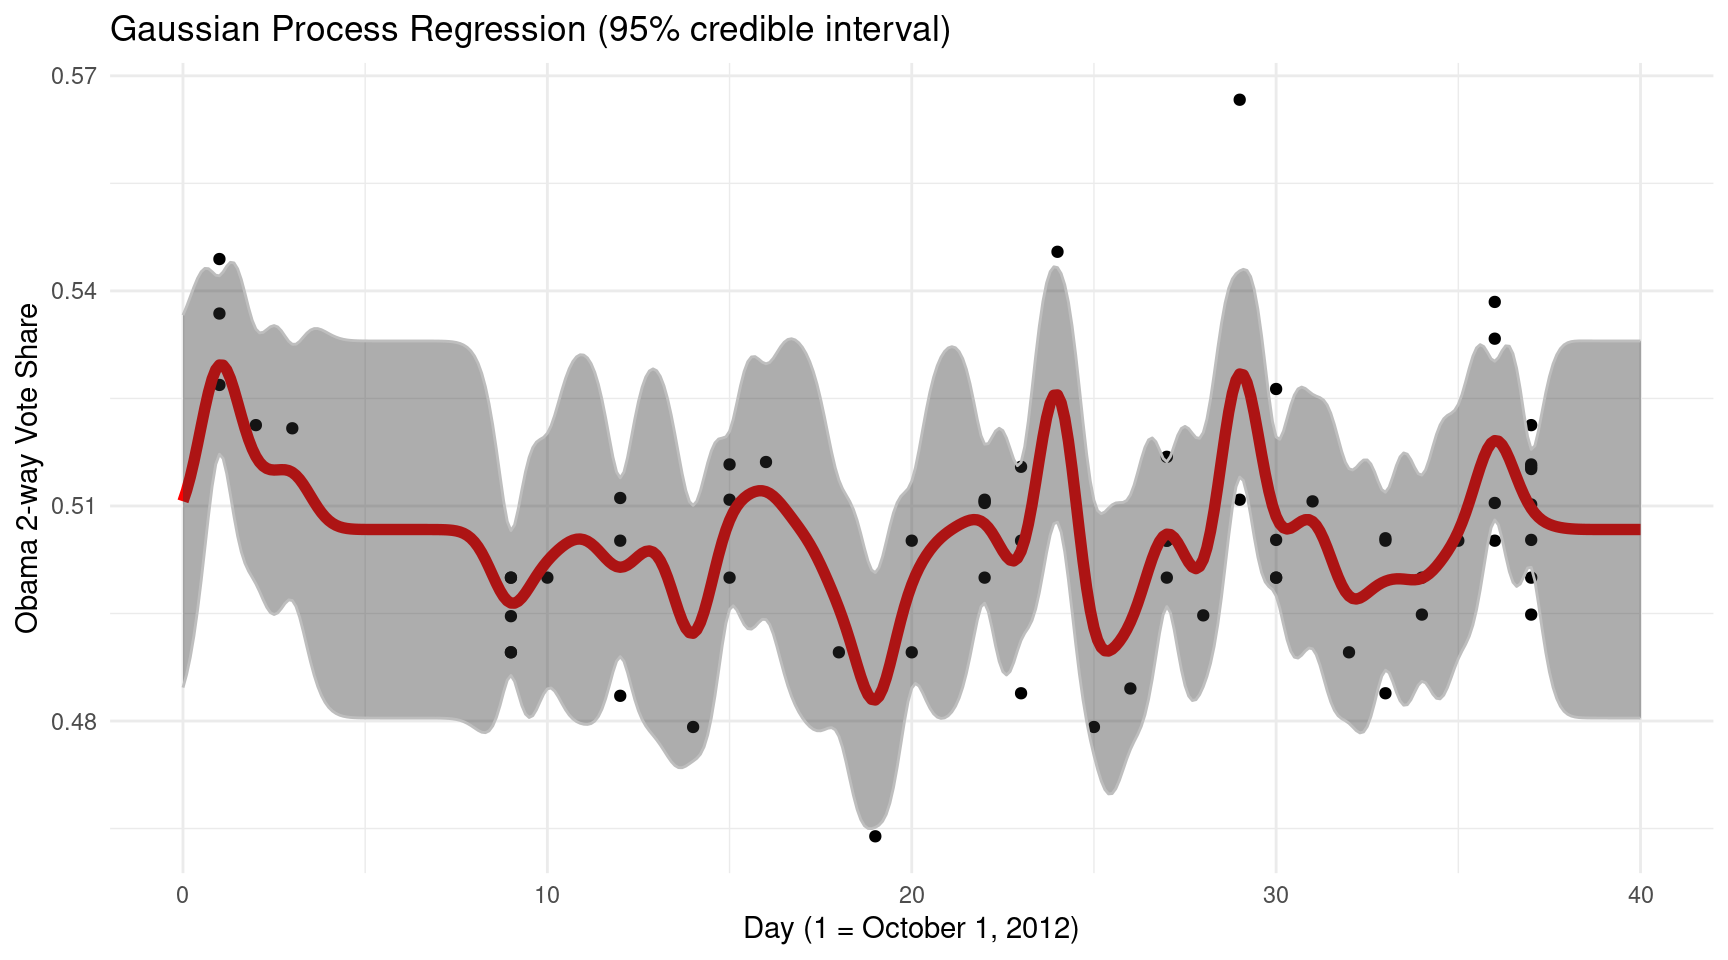 Gaussian Process Regression (95% credible interval)
0.57
0.54
0.51
0.48
Obama 2-way Vote Share
0 10 20 30 40
Day (1 = October 1, 2012)